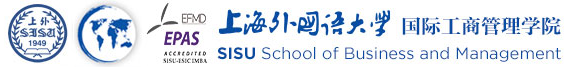 上外
SISU
1949
EFMD
EPAS
ACCREDITED
SISU-ESIC IMBA
上海外国语大学 国际工商管理学院
SISU School of Business and Management